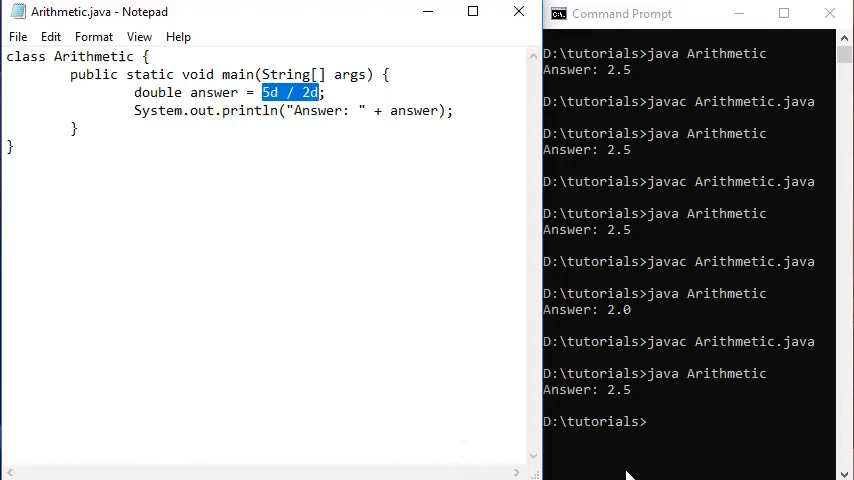 Arithmetic.java - Notepad
File Edit Format View Help
class Arithmetic {
public static void main(String[] args) {
double answer = 5d / 2d;
System.out.println("Answer: " + answer);
}
}
Command Prompt
D:\tutorials>java Arithmetic
Answer: 2.5
D:\tutorials>javac Arithmetic.java
D:\tutorials>java Arithmetic
Answer: 2.5
D:\tutorials>javac Arithmetic.java
D:\tutorials>java Arithmetic
Answer: 2.5
D:\tutorials>javac Arithmetic.java
D:\tutorials>java Arithmetic
Answer: 2.0
D:\tutorials>javac Arithmetic.java
D:\tutorials>java Arithmetic
Answer: 2.5
D:\tutorials>